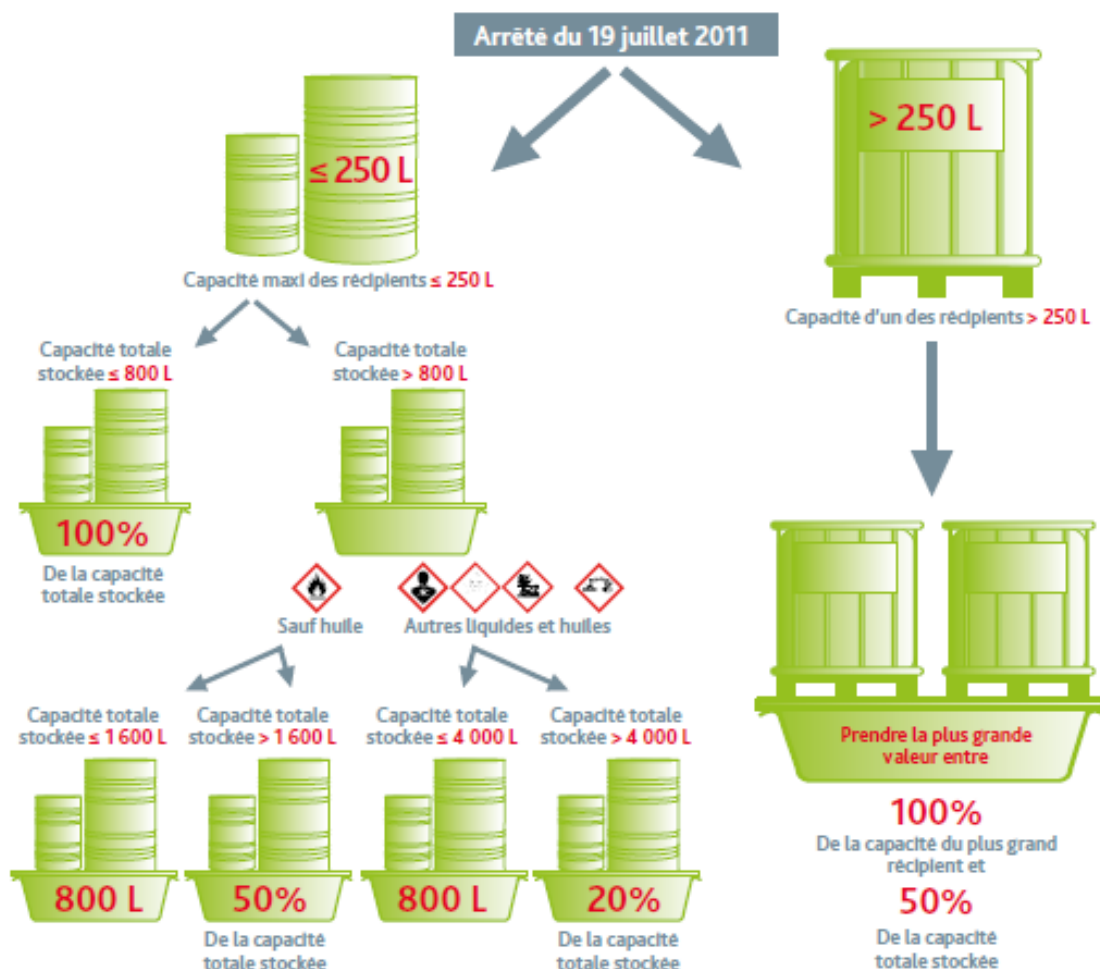 Arrêté du 19 juillet 2011
≤ 250 L
> 250 L
Capacité maxi des récipients ≤ 250 L
Capacité d'un des récipients > 250 L
Capacité totale
stockée ≤ 800 L
Capacité totale
stockée > 800 L
100%
De la capacité
totale stockée
Sauf huile
Autres liquides et huiles
Capacité totale
stockée ≤ 1 600 L
Capacité totale
stockée > 1 600 L
Capacité totale
stockée ≤ 4 000 L
Capacité totale
stockée > 4 000 L
800 L
50%
De la capacité
totale stockée
800 L
20%
De la capacité
totale stockée
Prendre la plus grande
valeur entre
100%
De la capacité du plus grand
récipient et
50%
De la capacité
totale stockée